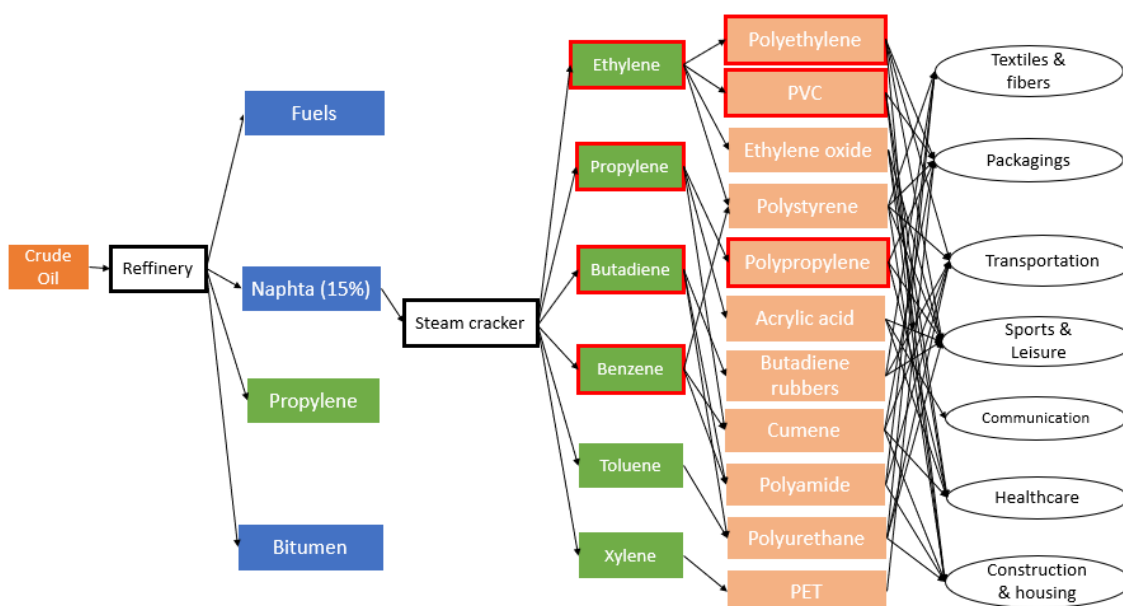 Crude
Oil
Reffinery
Fuels
Naphta (15%)
Propylene
Bitumen
Steam cracker
Ethylene
Propylene
Butadiene
Benzene
Toluene
Xylene
Polyethylene
PVC
Ethylene oxide
Polystyrene
Polypropylene
Acrylic acid
Butadiene
rubbers
Cumene
Polyamide
Polyurethane
PET
Textiles &
fibers
Packagings
Transportation
Sports &
Leisure
Communication
Healthcare
Construction
& housing